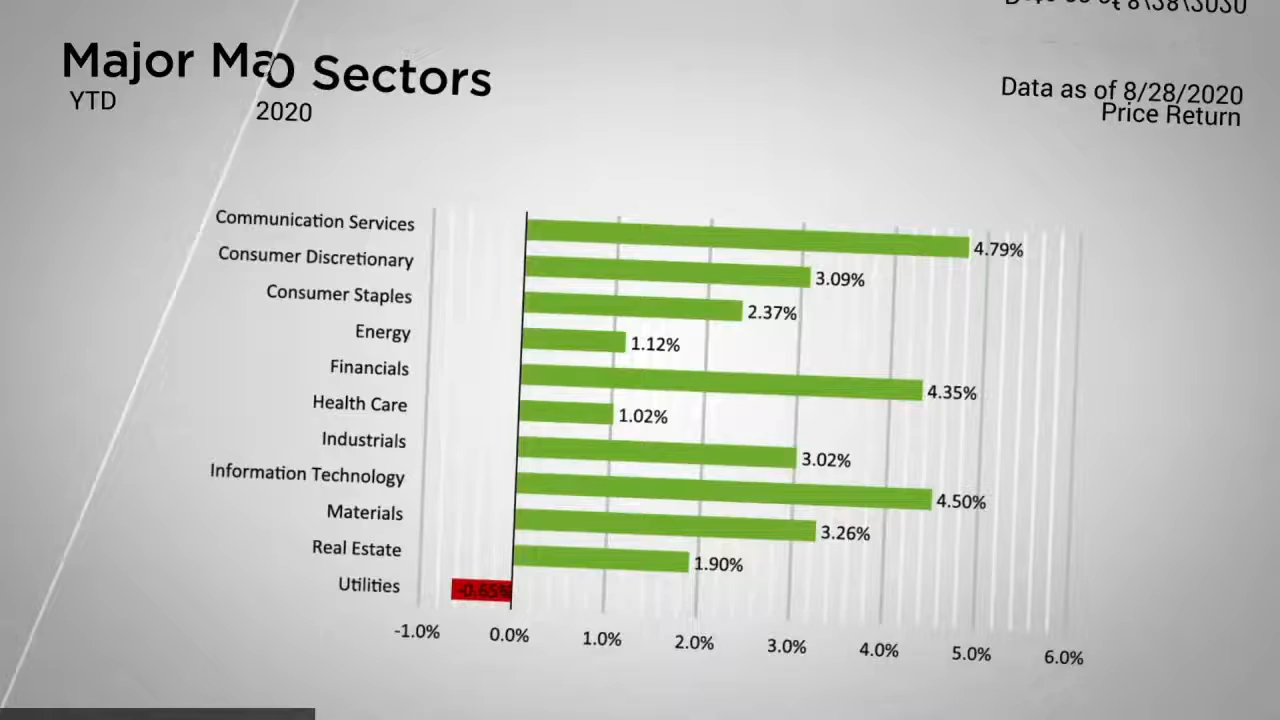 Major Ma
0 Sectors
YTD
2020
Data as of 8/28/2020
Price Return
Communication Services
4.79%
Consumer Discretionary
3.09%
Consumer Staples
2.37%
Energy
1.12%
Financials
4.35%
Health Care
1.02%
Industrials
3.02%
Information Technology
4.50%
Materials
3.26%
Real Estate
1.90%
Utilities
-0.65%
-1.0% 0.0% 1.0% 2.0% 3.0% 4.0% 5.0% 6.0%